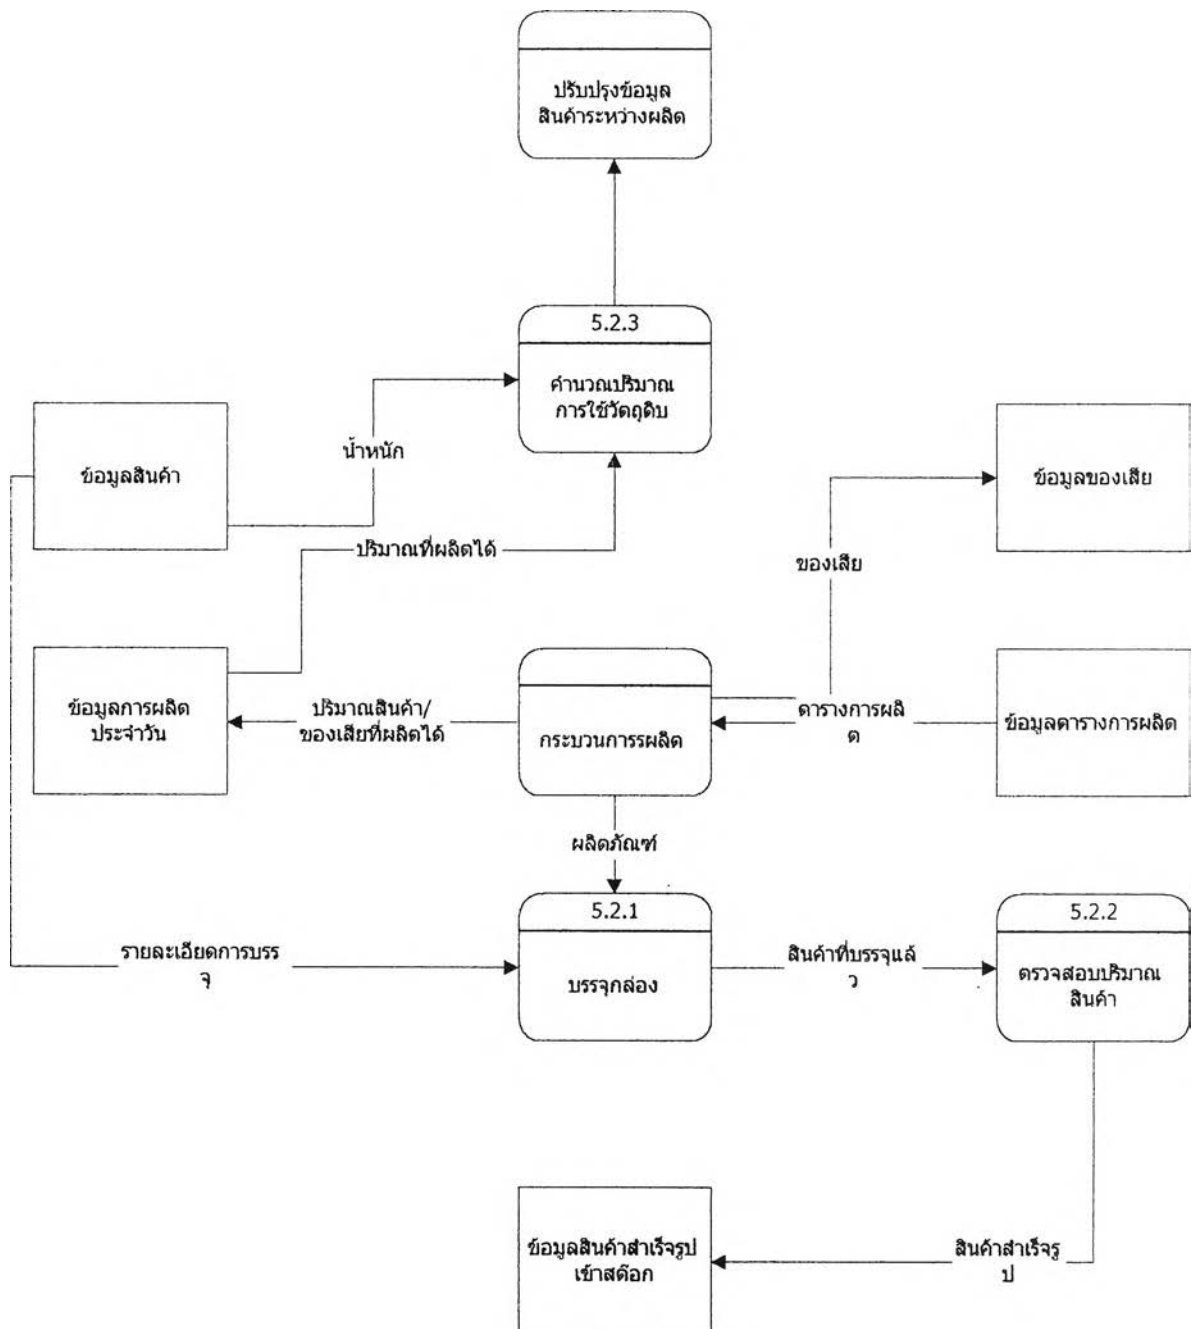 ปรับปรุงข้อมูล
สินค้าระหว่างผลิต
5.2.3
คำนวณปริมาณ
การใช้วัตถุดิบ
น้ำหนัก
ข้อมูลสินค้า
ข้อมูลของเสีย
ปริมาณที่ผลิตได้
ของเสีย
ข้อมูลการผลิต
ประจำวัน
ปริมาณสินค้า/
ของเสียที่ผลิตได้
กระบวนการรผลิต
ตารางการผลิ
ต
ข้อมูลตารางการผลิต
ผลิตภัณฑ์
5.2.1
บรรจุกล่อง
รายละเอียดการบรร
จุ
สินค้าที่บรรจุแล้
ว
5.2.2
ตรวจสอบปริมาณ
สินค้า
ข้อมูลสินค้าสำเร็จรูป
เข้าสต๊อก
สินค้าสำเร็จรู
ป